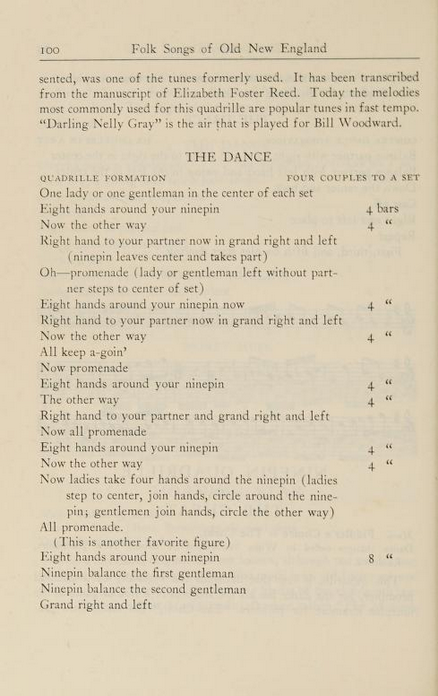 100 Folk Songs of Old New England
sented, was one of the tunes formerly used. It has been transcribed
from the manuscript of Elizabeth Foster Reed. Today the melodies
most commonly used for this quadrille are popular tunes in fast tempo.
“Darling Nelly Gray” is the air that is played for Bill Woodward.
THE DANCE
QUADRILLE FORMATION FOUR COUPLES TO A SET
One lady or one gentleman in the center of each set
Eight hands around your ninepin 4 bars
Now the other way 4 “
Right hand to your partner now in grand right and left
(ninepin leaves center and takes part)
Oh—promenade (lady or gentleman left without part-
ner steps to center of set)
Eight hands around your ninepin now 4 “
Right hand to your partner now in grand right and left
Now the other way 4 “
All keep a-goin’
Now promenade
Eight hands around your ninepin 4 “
The other way 4 “
Right hand to your partner and grand right and left
Now all promenade
Eight hands around your ninepin 4 “
Now the other way 4 “
Now ladies take four hands around the ninepin (ladies
step to center, join hands, circle around the nine-
pin; gentlemen join hands, circle the other way)
All promenade.
(This is another favorite figure)
Eight hands around your ninepin 8 “
Ninepin balance the first gentleman
Ninepin balance the second gentleman
Grand right and left